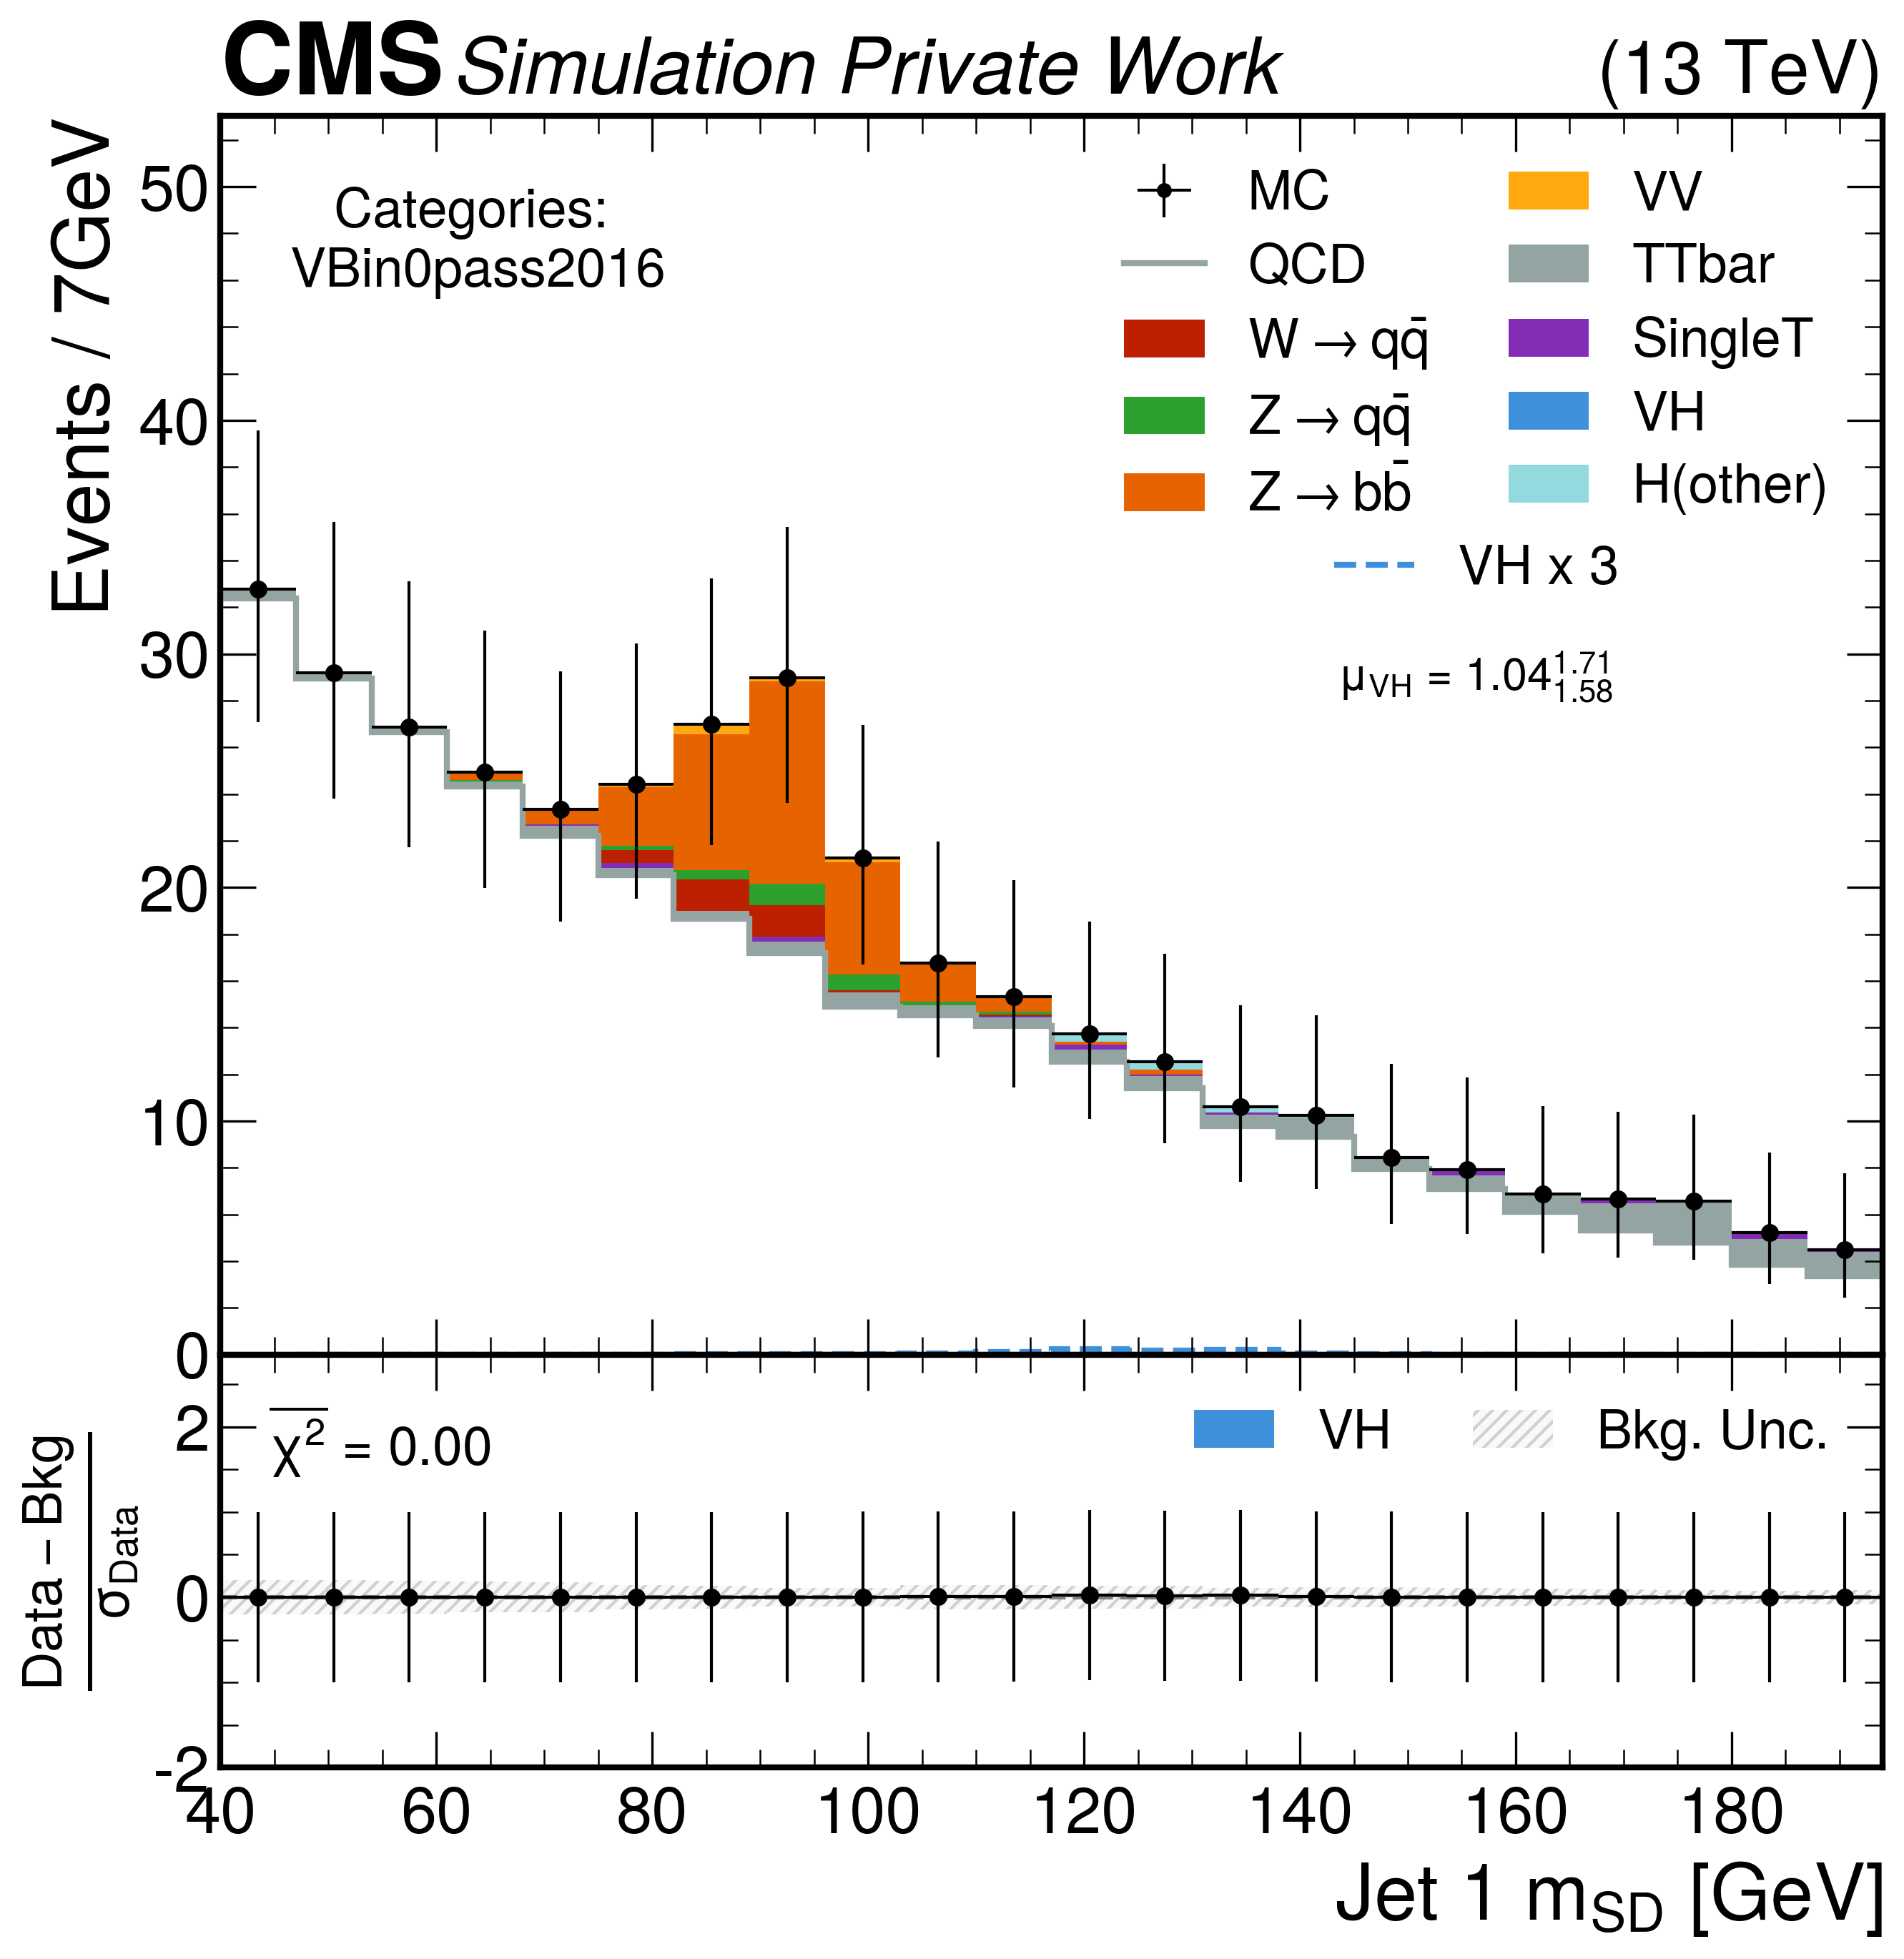 CMS Simulation Private Work (13 TeV)
Events / 7GeV
50
40
30
20
10
0
Categories:
VBin0pass2016
MC
QCD
W → qq̄
Z → qq̄
Z → bb̄
VV
TTbar
SingleT
VH
H(other)
VH x 3
μ_VH = 1.04^1.71_1.58
Data – Bkg
σ_Data
2
0
-2
χ² = 0.00
VH
Bkg. Unc.
40 60 80 100 120 140 160 180
Jet 1 m_SD [GeV]